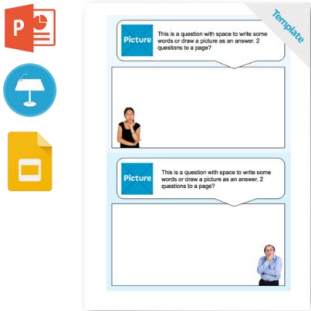 P
Template
Picture
This is a question with space to write some
words or draw a picture as an answer. 2
questions to a page?
Picture
This is a question with space to write some
words or draw a picture as an answer. 2
questions to a page?